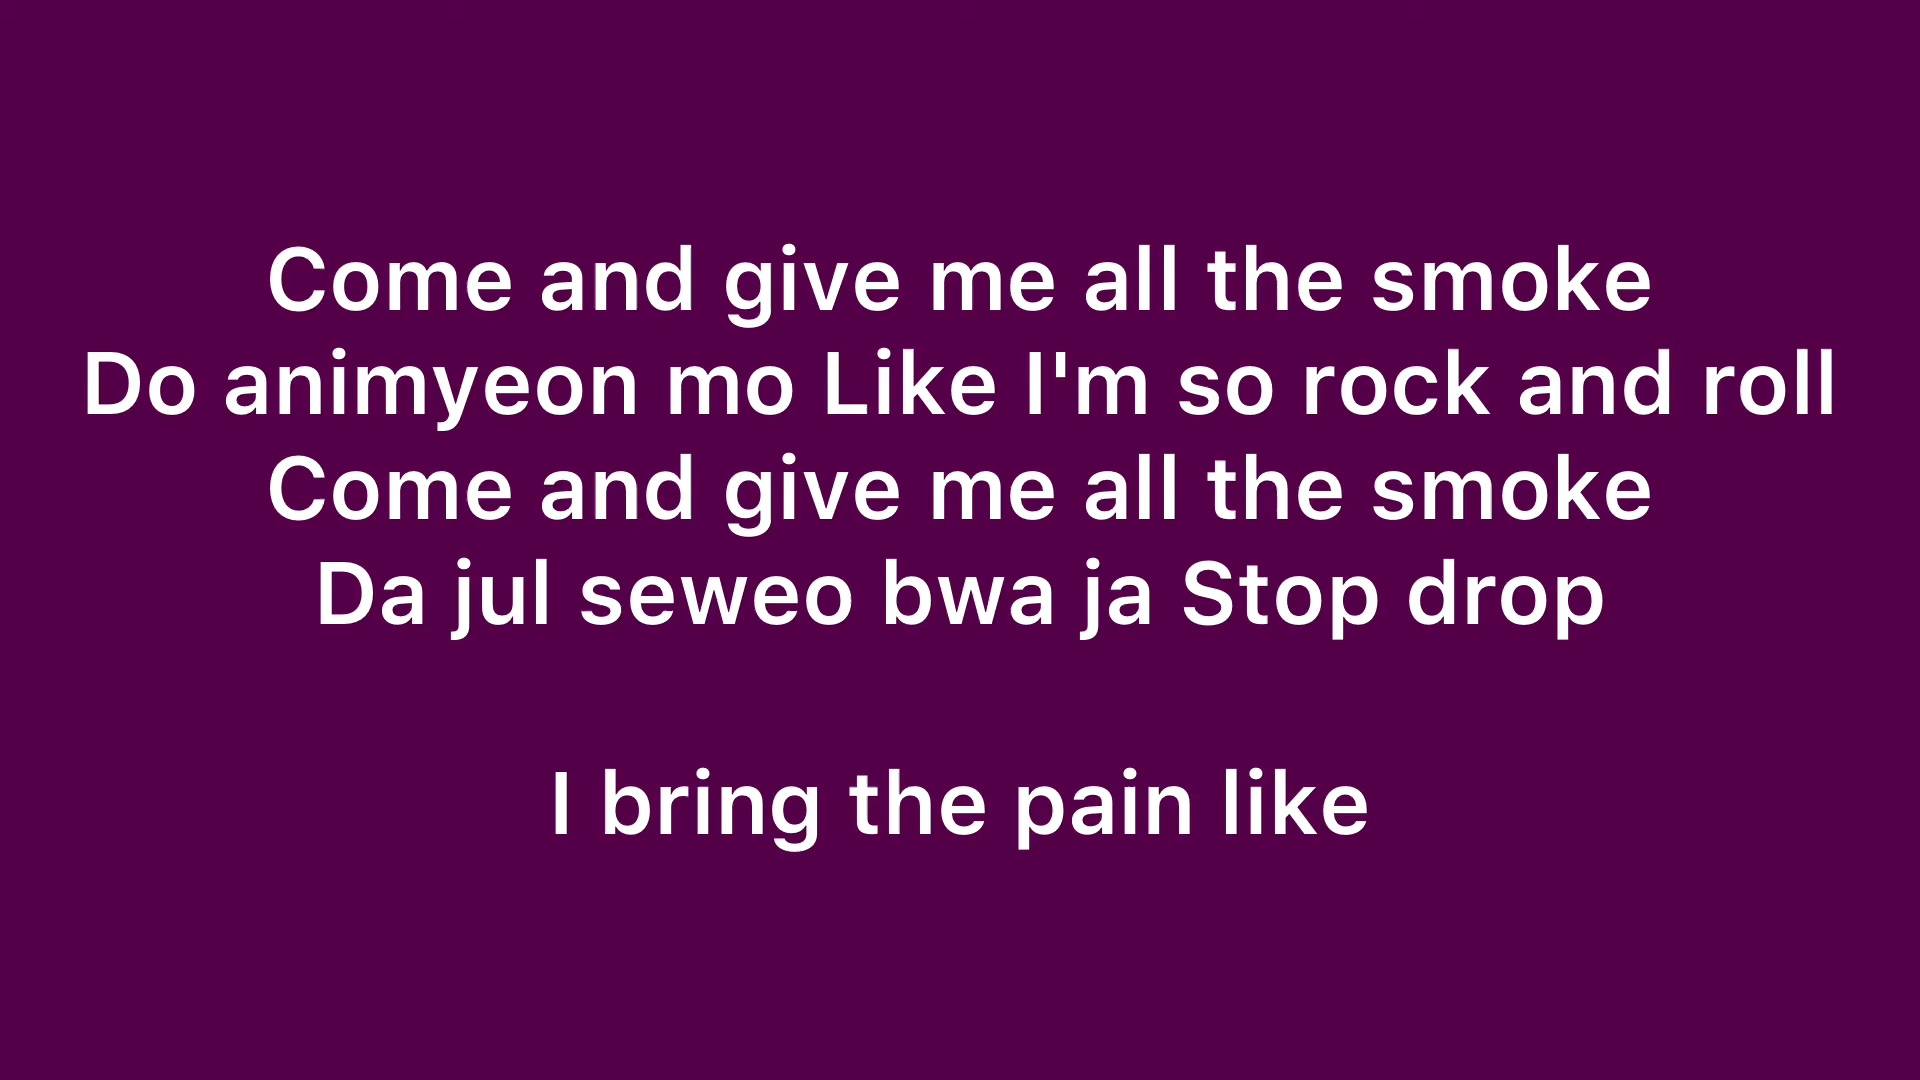 Come and give me all the smoke
Do animyeon mo Like I'm so rock and roll
Come and give me all the smoke
Da jul seweo bwa ja Stop drop
I bring the pain like